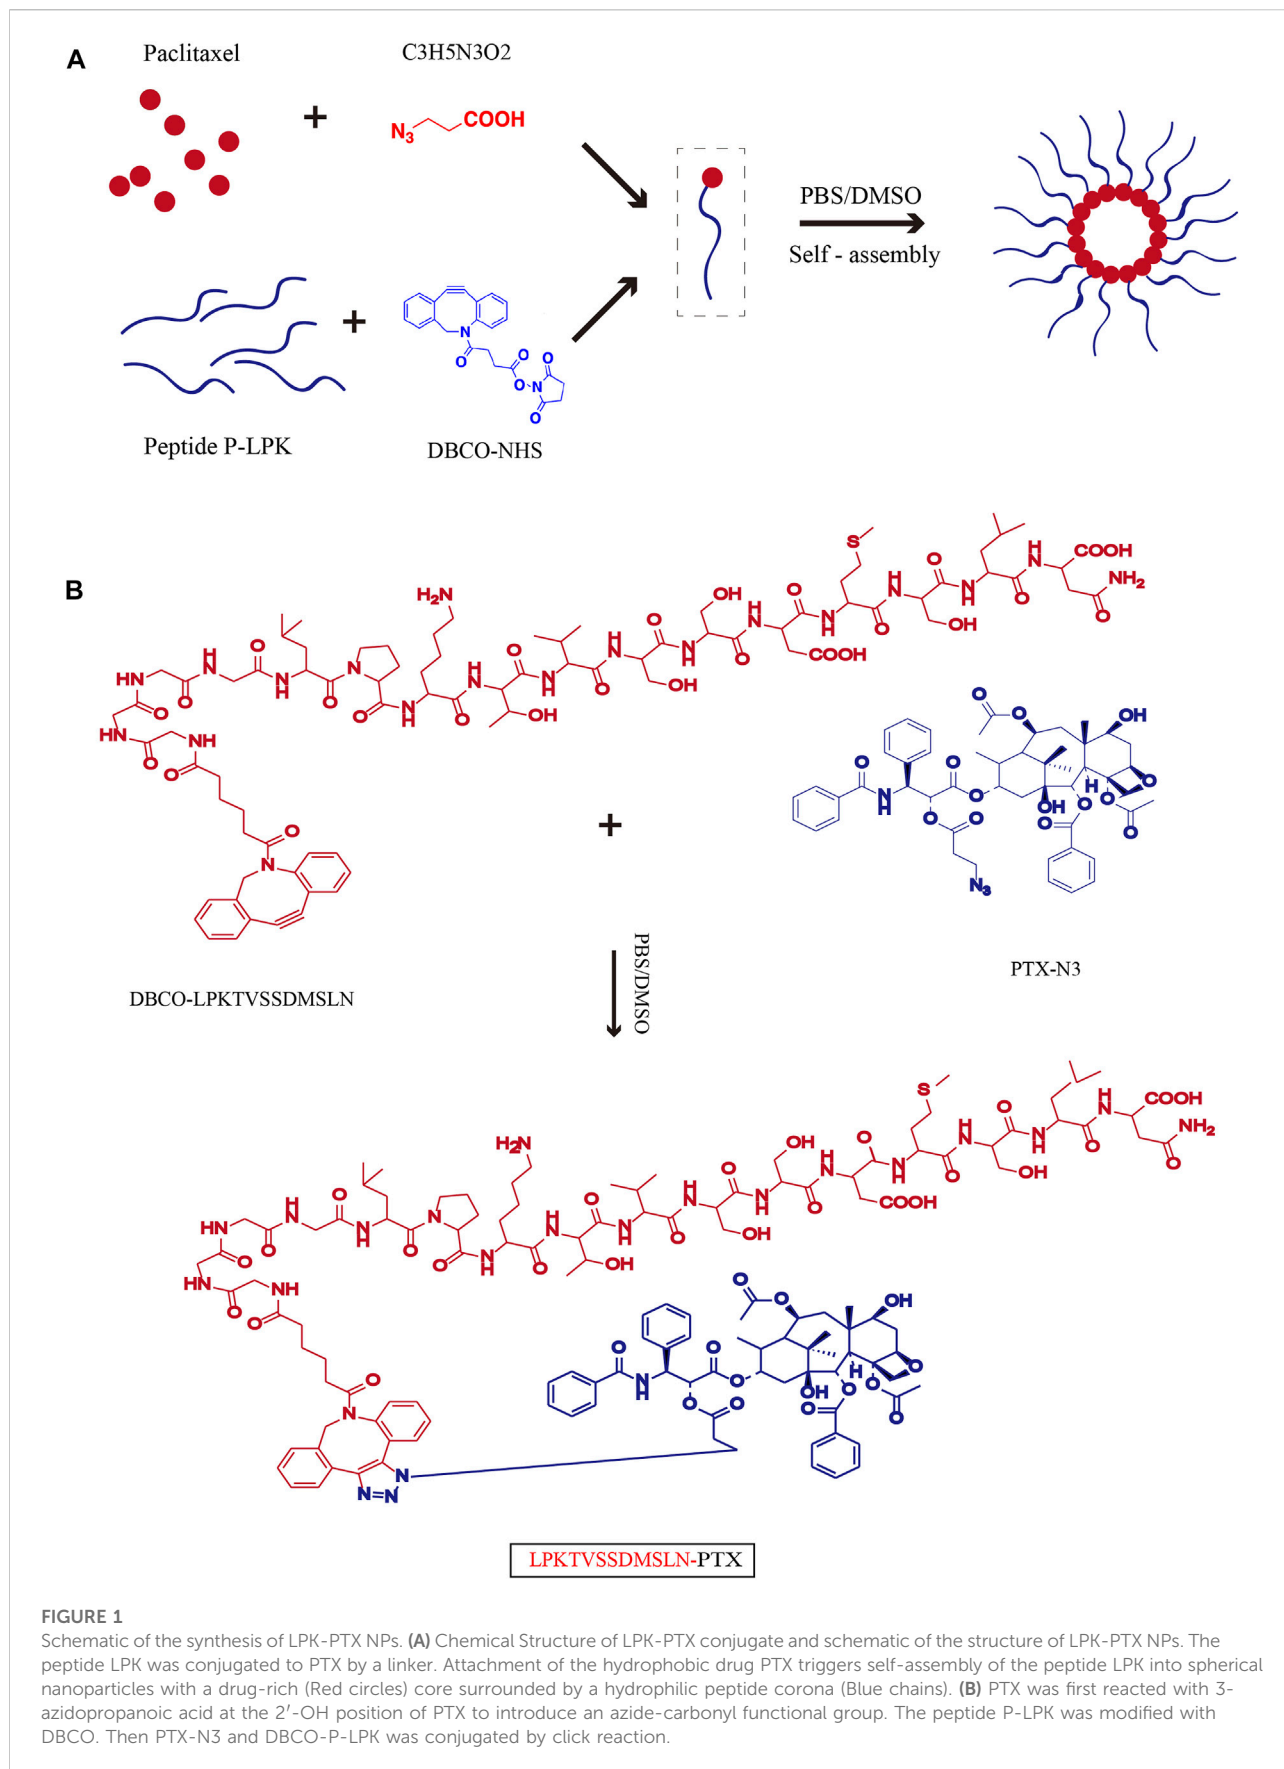 A
Paclitaxel
C3H5N3O2
+
N3
COOH
PBS/DMSO
Self - assembly
+
N
O
O
O
N
O
O
Peptide P-LPK
DBCO-NHS
B
DBCO-LPKTVSSDMSLN
+
PTX-N3
PBS/DMSO
LPKTVSSDMSLN-PTX
FIGURE 1
Schematic of the synthesis of LPK-PTX NPs. (A) Chemical Structure of LPK-PTX conjugate and schematic of the structure of LPK-PTX NPs. The
peptide LPK was conjugated to PTX by a linker. Attachment of the hydrophobic drug PTX triggers self-assembly of the peptide LPK into spherical
nanoparticles with a drug-rich (Red circles) core surrounded by a hydrophilic peptide corona (Blue chains). (B) PTX was first reacted with 3-
azidopropanoic acid at the 2′-OH position of PTX to introduce an azide-carbonyl functional group. The peptide P-LPK was modified with
DBCO. Then PTX-N3 and DBCO-P-LPK was conjugated by click reaction.